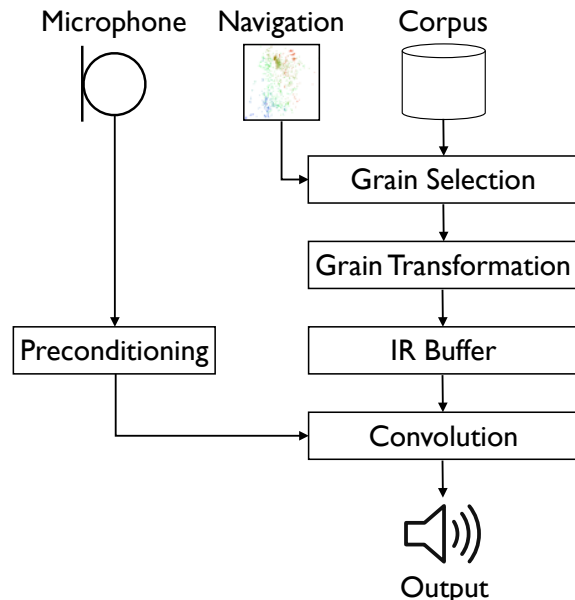 Microphone
Navigation
Corpus
Grain Selection
Grain Transformation
Preconditioning
IR Buffer
Convolution
Output